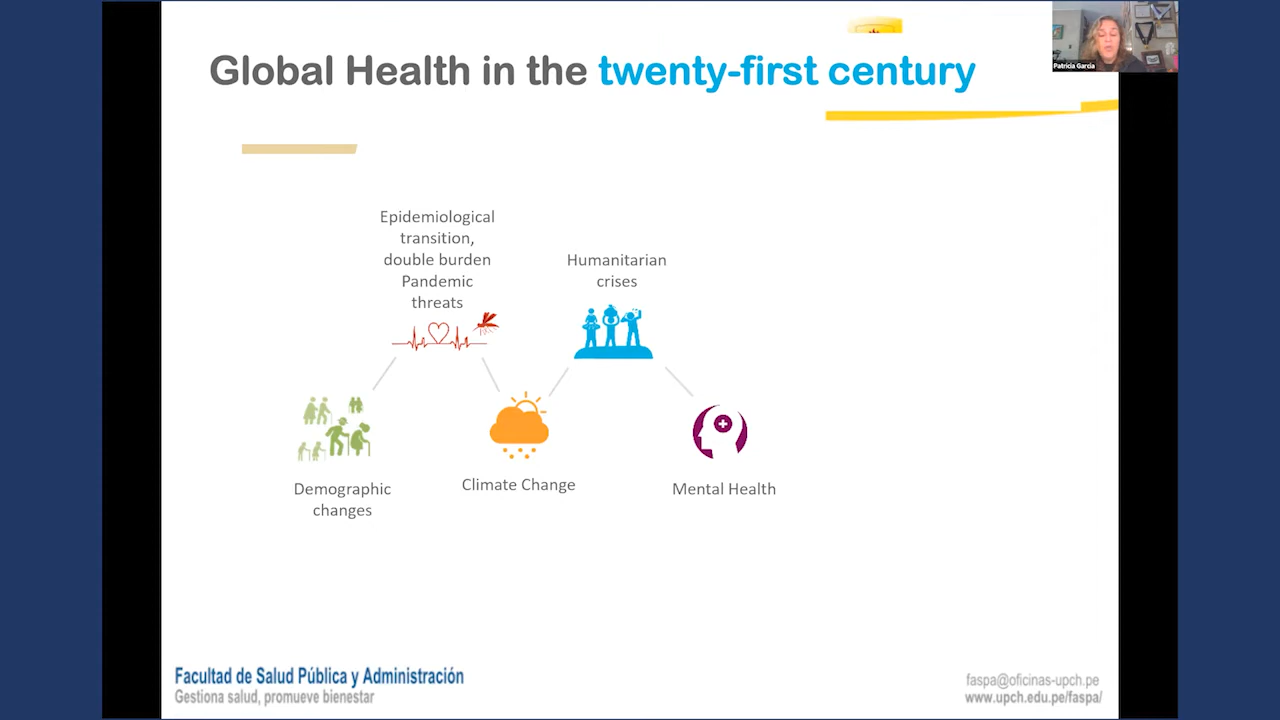 Global Health in the twenty-first century
Patricia Garcia
Epidemiological
transition,
double burden
Pandemic
threats
Humanitarian
crises
Demographic
changes
Climate Change
Mental Health
Facultad de Salud Pública y Administración
Gestiona salud, promueve bienestar
faspa@oficinas-upch.pe
www.upch.edu.pe/faspa/